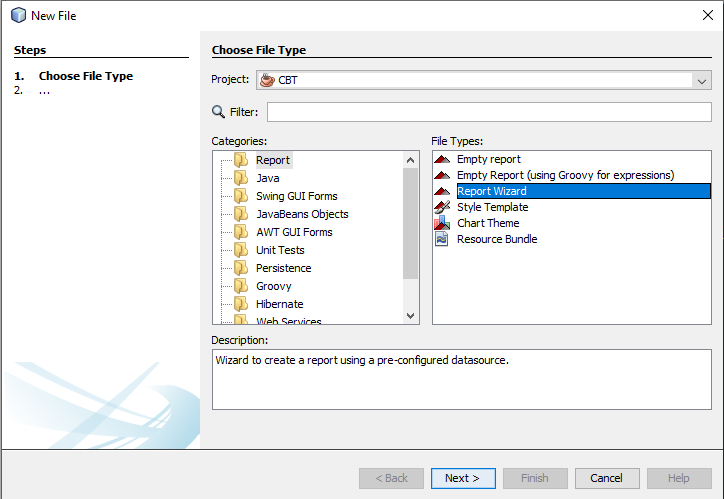 New File
Steps
1. Choose File Type
2. ...
Choose File Type
Project: CBT
Filter:
Categories:
Report
Java
Swing GUI Forms
JavaBeans Objects
AWT GUI Forms
Unit Tests
Persistence
Groovy
Hibernate
Web Services
File Types:
Empty report
Empty Report (using Groovy for expressions)
Report Wizard
Style Template
Chart Theme
Resource Bundle
Description:
Wizard to create a report using a pre-configured datasource.
< Back
Next >
Finish
Cancel
Help